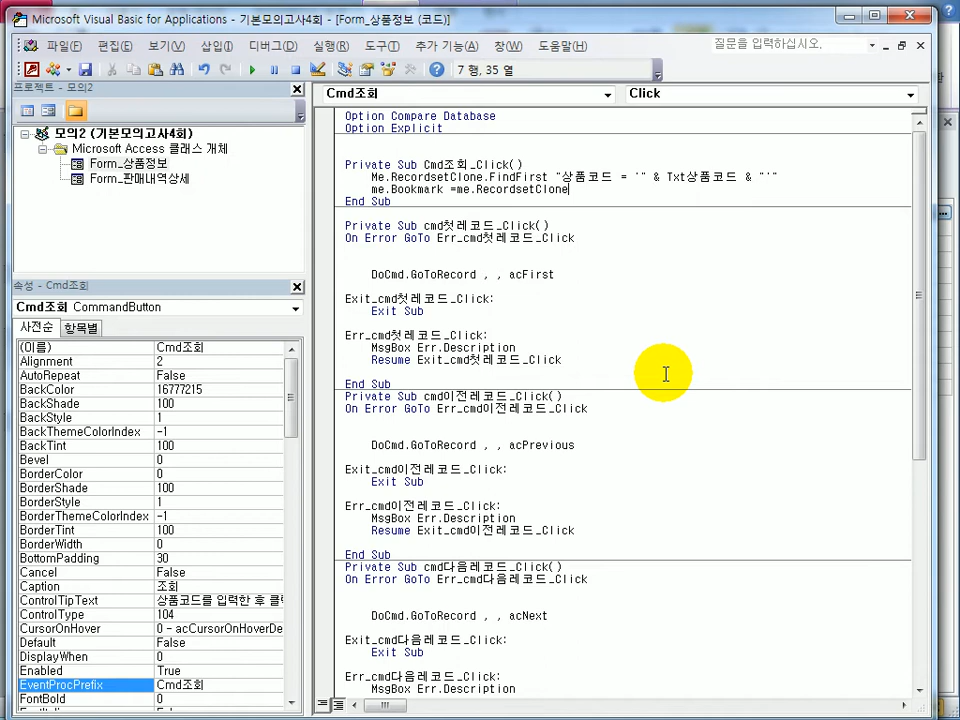 Microsoft Visual Basic for Applications - 기본모의고사4회 - [Form_상품정보 (코드)]
파일(F) 편집(E) 보기(V) 삽입(I) 디버그(D) 실행(R) 도구(T) 추가 기능(A) 창(W) 도움말(H) 질문을 입력하십시오.
7 행, 35 열
프로젝트 - 모의2
모의2 (기본모의고사4회)
Microsoft Access 클래스 개체
Form_상품정보
Form_판매내역상세
속성 - Cmd조회
Cmd조회 CommandButton
사전순 항목별
(이름) Cmd조회
Alignment 2
AutoRepeat False
BackColor 16777215
BackShade 100
BackStyle 1
BackThemeColorIndex -1
BackTint 100
Bevel 0
BorderColor 0
BorderShade 100
BorderStyle 1
BorderThemeColorIndex -1
BorderTint 100
BorderWidth 0
BottomPadding 30
Cancel False
Caption 조회
ControlTipText 상품코드를 입력한 후 클
ControlType 104
CursorOnHover 0 - acCursorOnHoverDe
Default False
DisplayWhen 0
Enabled True
EventProcPrefix Cmd조회
FontBold 0
FontItalic False
Cmd조회 Click
Option Compare Database
Option Explicit
Private Sub Cmd조회_Click()
Me.RecordsetClone.FindFirst "상품코드 = '" & Txt상품코드 & "'"
me.Bookmark =me.RecordsetClone
End Sub
Private Sub cmd첫레코드_Click()
On Error GoTo Err_cmd첫레코드_Click
DoCmd.GoToRecord , , acFirst
Exit_cmd첫레코드_Click:
Exit Sub
Err_cmd첫레코드_Click:
MsgBox Err.Description
Resume Exit_cmd첫레코드_Click
End Sub
Private Sub cmd이전레코드_Click()
On Error GoTo Err_cmd이전레코드_Click
DoCmd.GoToRecord , , acPrevious
Exit_cmd이전레코드_Click:
Exit Sub
Err_cmd이전레코드_Click:
MsgBox Err.Description
Resume Exit_cmd이전레코드_Click
End Sub
Private Sub cmd다음레코드_Click()
On Error GoTo Err_cmd다음레코드_Click
DoCmd.GoToRecord , , acNext
Exit_cmd다음레코드_Click:
Exit Sub
Err_cmd다음레코드_Click:
MsgBox Err.Description